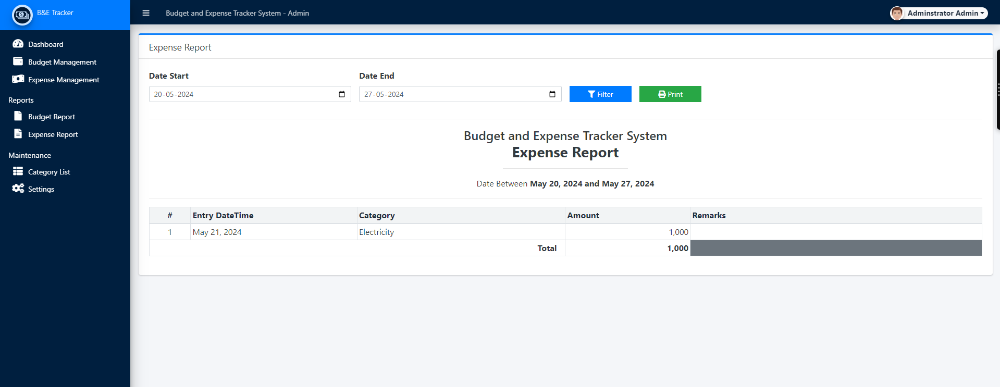 B&E Tracker
Budget and Expense Tracker System - Admin
Adminstrator Admin
Dashboard
Budget Management
Expense Management
Reports
Budget Report
Expense Report
Maintenance
Category List
Settings
Expense Report
Date Start
Date End
20-05-2024
27-05-2024
Filter
Print
Budget and Expense Tracker System
Expense Report
Date Between May 20, 2024 and May 27, 2024
# Entry DateTime Category Amount Remarks
1 May 21, 2024 Electricity 1,000
Total 1,000